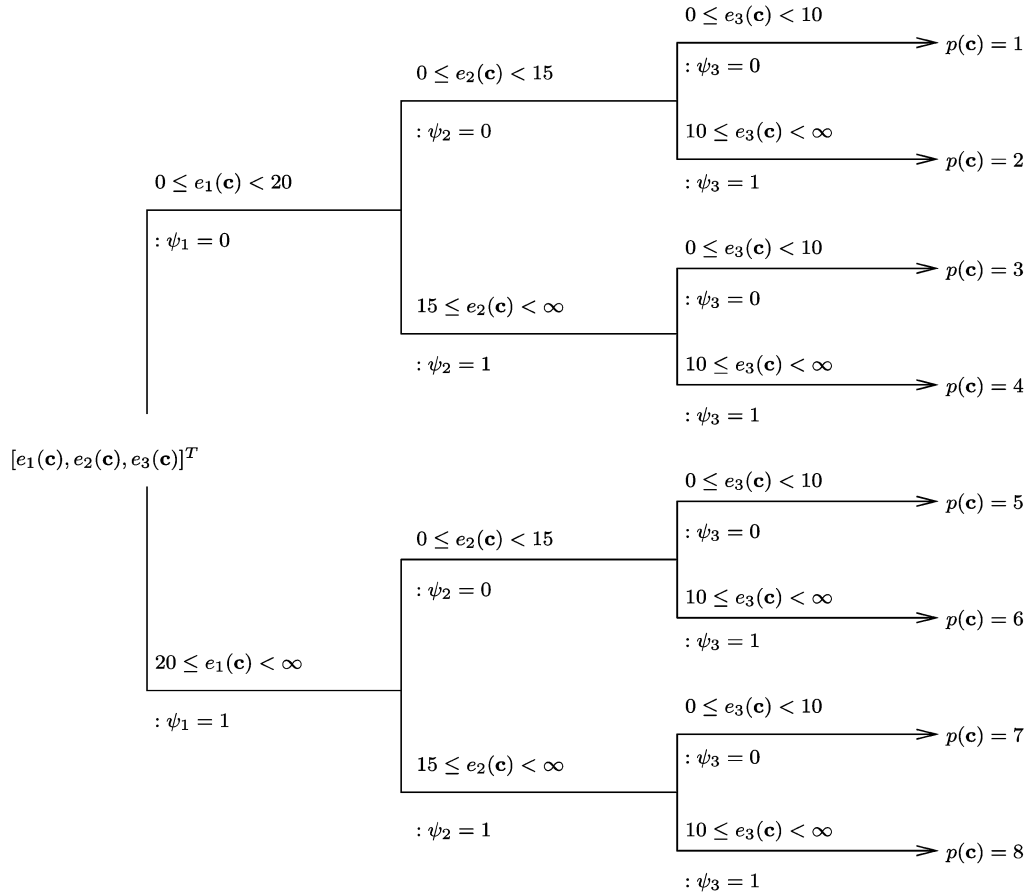 0 ≤ e₃(𝐜) < 10
p(𝐜) = 1
: ψ₃ = 0
0 ≤ e₂(𝐜) < 15
: ψ₂ = 0
10 ≤ e₃(𝐜) < ∞
p(𝐜) = 2
: ψ₃ = 1
0 ≤ e₁(𝐜) < 20
: ψ₁ = 0
0 ≤ e₃(𝐜) < 10
p(𝐜) = 3
: ψ₃ = 0
15 ≤ e₂(𝐜) < ∞
: ψ₂ = 1
10 ≤ e₃(𝐜) < ∞
p(𝐜) = 4
: ψ₃ = 1
[e₁(𝐜), e₂(𝐜), e₃(𝐜)]ᵀ
0 ≤ e₃(𝐜) < 10
p(𝐜) = 5
: ψ₃ = 0
0 ≤ e₂(𝐜) < 15
: ψ₂ = 0
10 ≤ e₃(𝐜) < ∞
p(𝐜) = 6
: ψ₃ = 1
20 ≤ e₁(𝐜) < ∞
: ψ₁ = 1
0 ≤ e₃(𝐜) < 10
p(𝐜) = 7
: ψ₃ = 0
15 ≤ e₂(𝐜) < ∞
: ψ₂ = 1
10 ≤ e₃(𝐜) < ∞
p(𝐜) = 8
: ψ₃ = 1